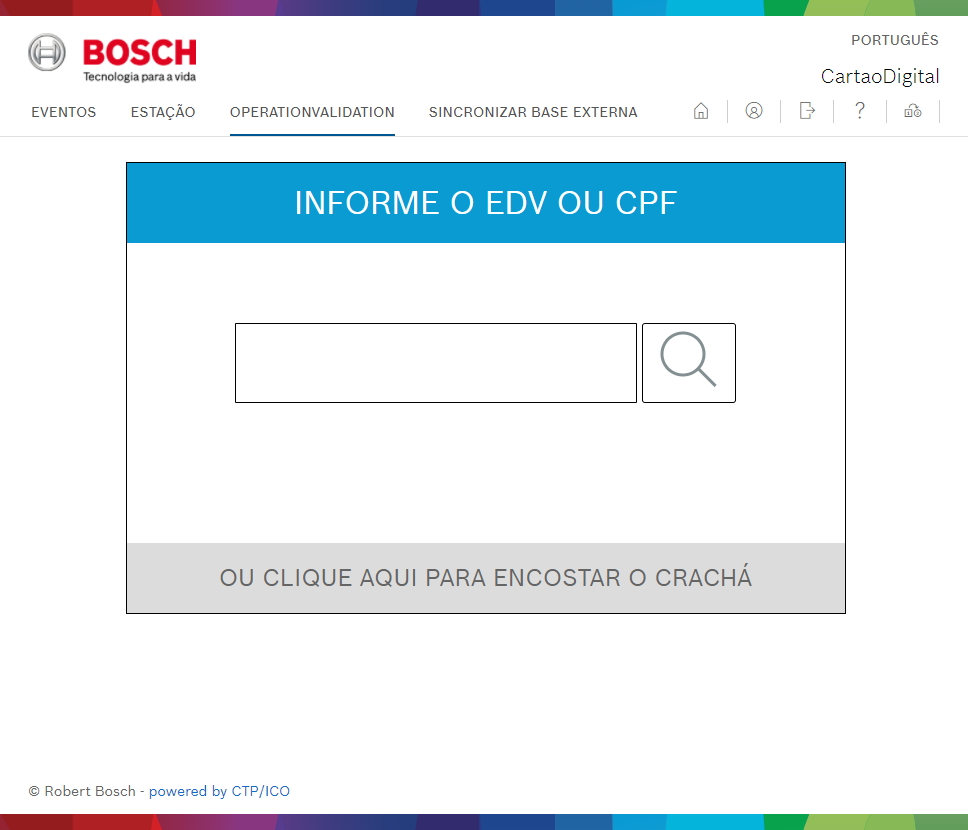 BOSCH
Tecnologia para a vida
PORTUGUÊS
CartaoDigital
EVENTOS ESTAÇÃO OPERATIONVALIDATION SINCRONIZAR BASE EXTERNA
INFORME O EDV OU CPF
OU CLIQUE AQUI PARA ENCOSTAR O CRACHÁ
© Robert Bosch - powered by CTP/ICO